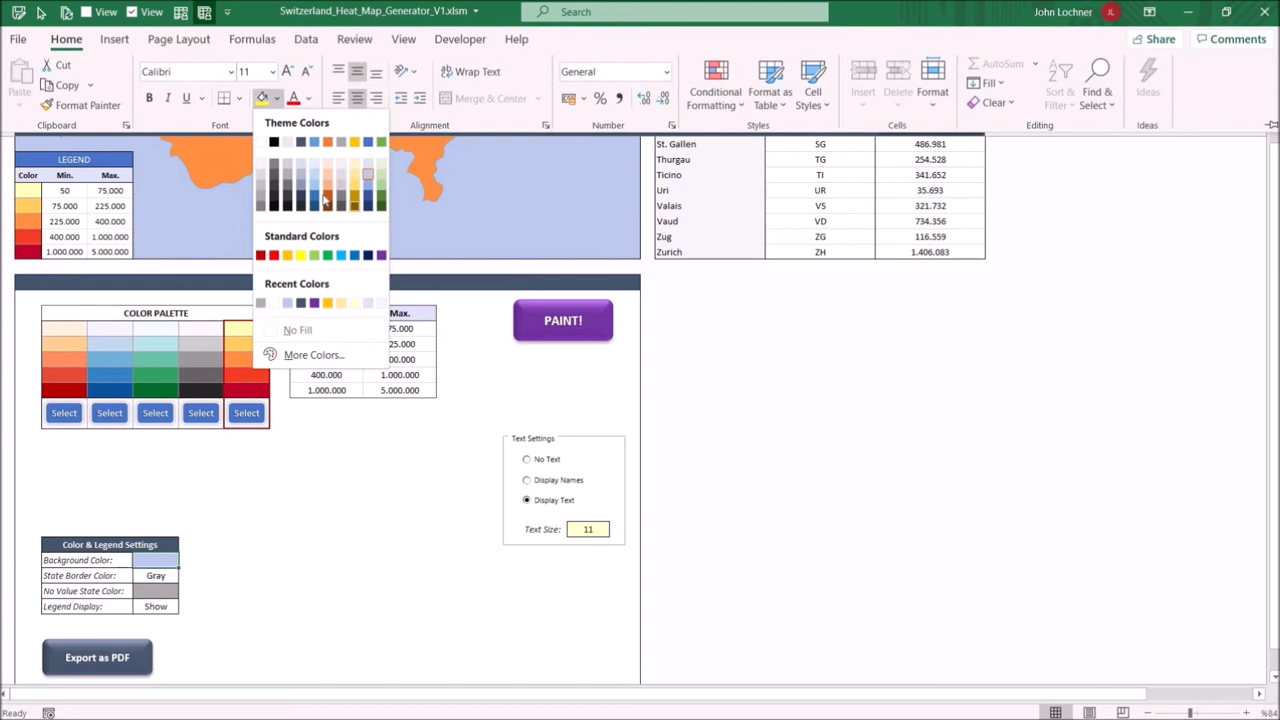 View View Switzerland_Heat_Map_Generator_V1.xlsm Search John Lochner JL
File Home Insert Page Layout Formulas Data Review View Developer Help Share Comments
Paste Cut Calibri 11 A A Wrap Text General Conditional Format as Cell Insert Delete Format AutoSum Sort & Find & Ideas
Copy Formatting Table Styles Fill Filter Select
Format Painter B I U A Merge & Center % Clear
Clipboard Font Alignment Number Styles Cells Editing Ideas
Theme Colors
Standard Colors
Recent Colors
No Fill
More Colors...
LEGEND
Color Min. Max.
50 75.000
75.000 225.000
225.000 400.000
400.000 1.000.000
1.000.000 5.000.000
St. Gallen SG 486.981
Thurgau TG 254.528
Ticino TI 341.652
Uri UR 35.693
Valais VS 321.732
Vaud VD 734.356
Zug ZG 116.559
Zurich ZH 1.406.083
COLOR PALETTE Max.
75.000
25.000
00.000
400.000 1.000.000
1.000.000 5.000.000
Select Select Select Select Select
PAINT!
Text Settings
No Text
Display Names
Display Text
Text Size: 11
Color & Legend Settings
Background Color:
State Border Color: Gray
No Value State Color:
Legend Display: Show
Export as PDF
Ready %84